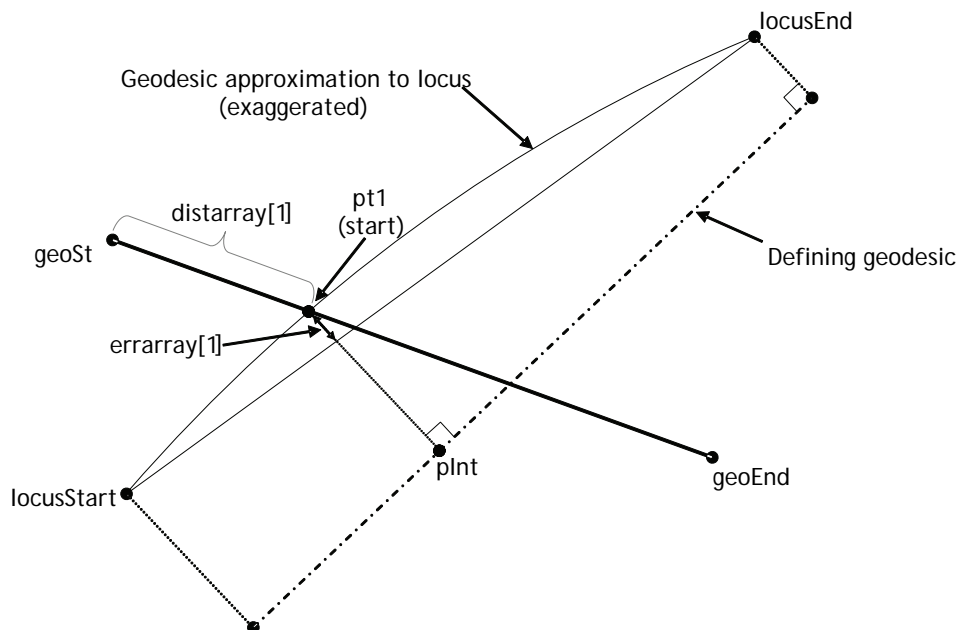 locusEnd
Geodesic approximation to locus
(exaggerated)
pt1
(start)
distarray[1]
geoSt
Defining geodesic
errarray[1]
pInt
geoEnd
locusStart